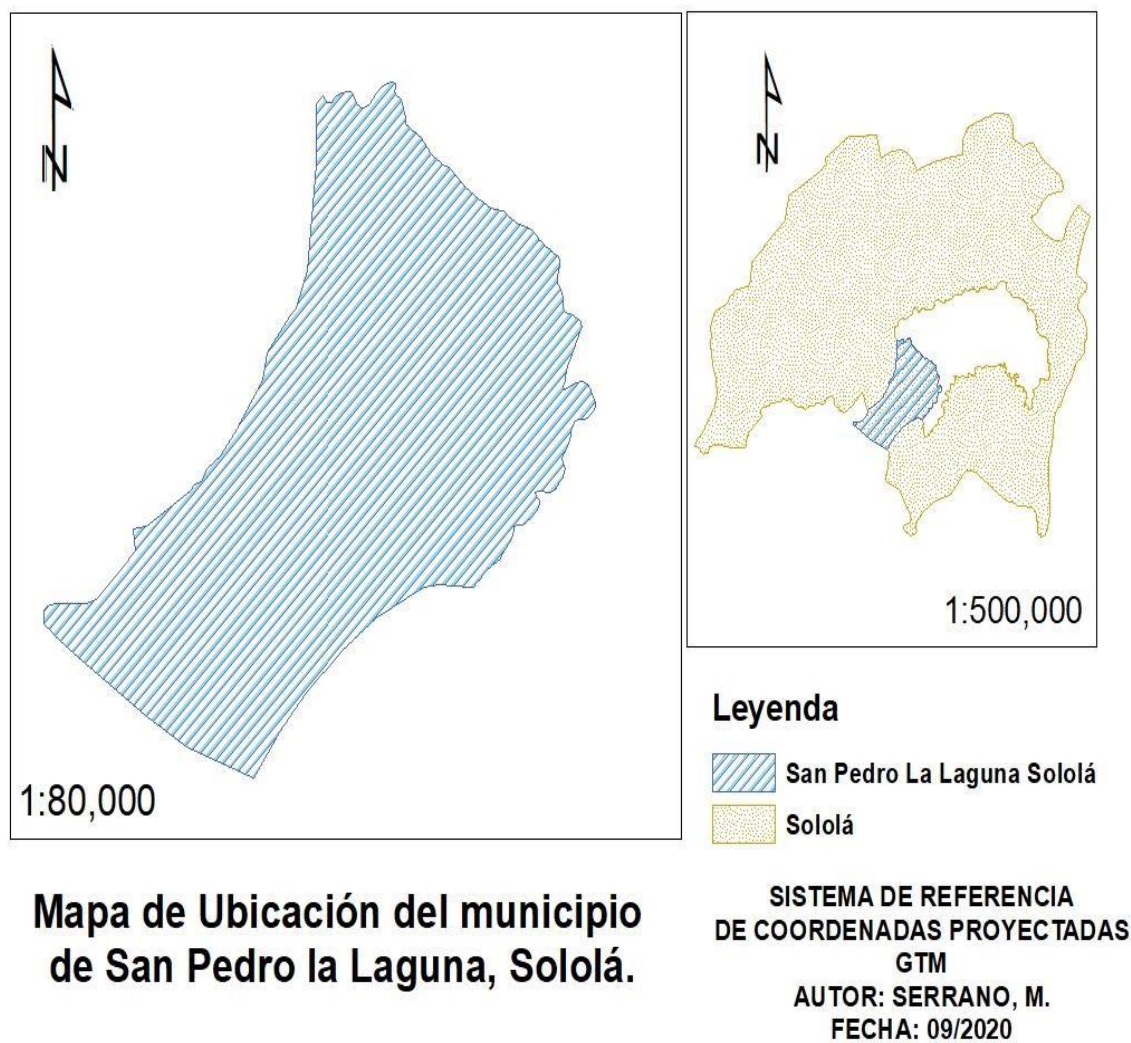 N
N
1:80,000
1:500,000
Leyenda
San Pedro La Laguna Sololá
Sololá
Mapa de Ubicación del municipio
de San Pedro la Laguna, Sololá.
SISTEMA DE REFERENCIA
DE COORDENADAS PROYECTADAS
GTM
AUTOR: SERRANO, M.
FECHA: 09/2020